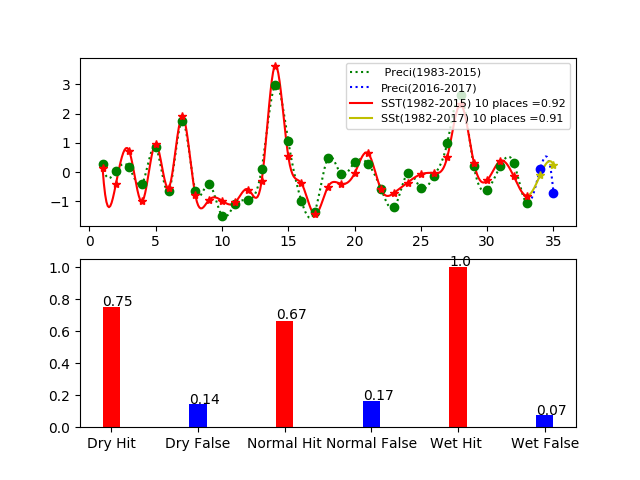 3
2
1
0
−1
Preci(1983-2015)
Preci(2016-2017)
SST(1982-2015) 10 places =0.92
SSt(1982-2017) 10 places =0.91
0 5 10 15 20 25 30 35
1.0
0.8
0.6
0.4
0.2
0.0
0.75
0.14
0.67
0.17
1.0
0.07
Dry Hit Dry False Normal Hit Normal False Wet Hit Wet False